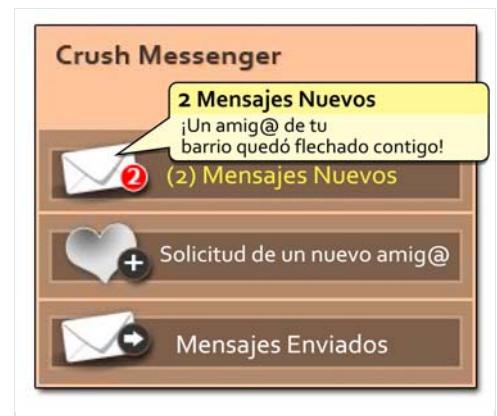 Crush Messenger
2 Mensajes Nuevos
¡Un amig@ de tu
barrio quedó flechado contigo!
2
(2) Mensajes Nuevos
Solicitud de un nuevo amig@
Mensajes Enviados